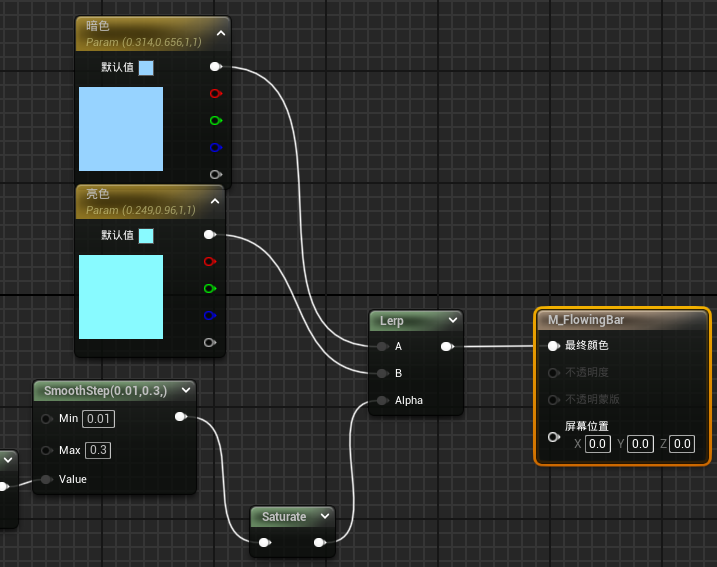 暗色
Param (0.314,0.656,1,1)
默认值
亮色
Param (0.249,0.96,1,1)
默认值
Lerp
A
B
Alpha
M_FlowingBar
最终颜色
不透明度
不透明蒙版
屏幕位置
X 0.0 Y 0.0 Z 0.0
SmoothStep(0.01,0.3,)
Min 0.01
Max 0.3
Value
Saturate